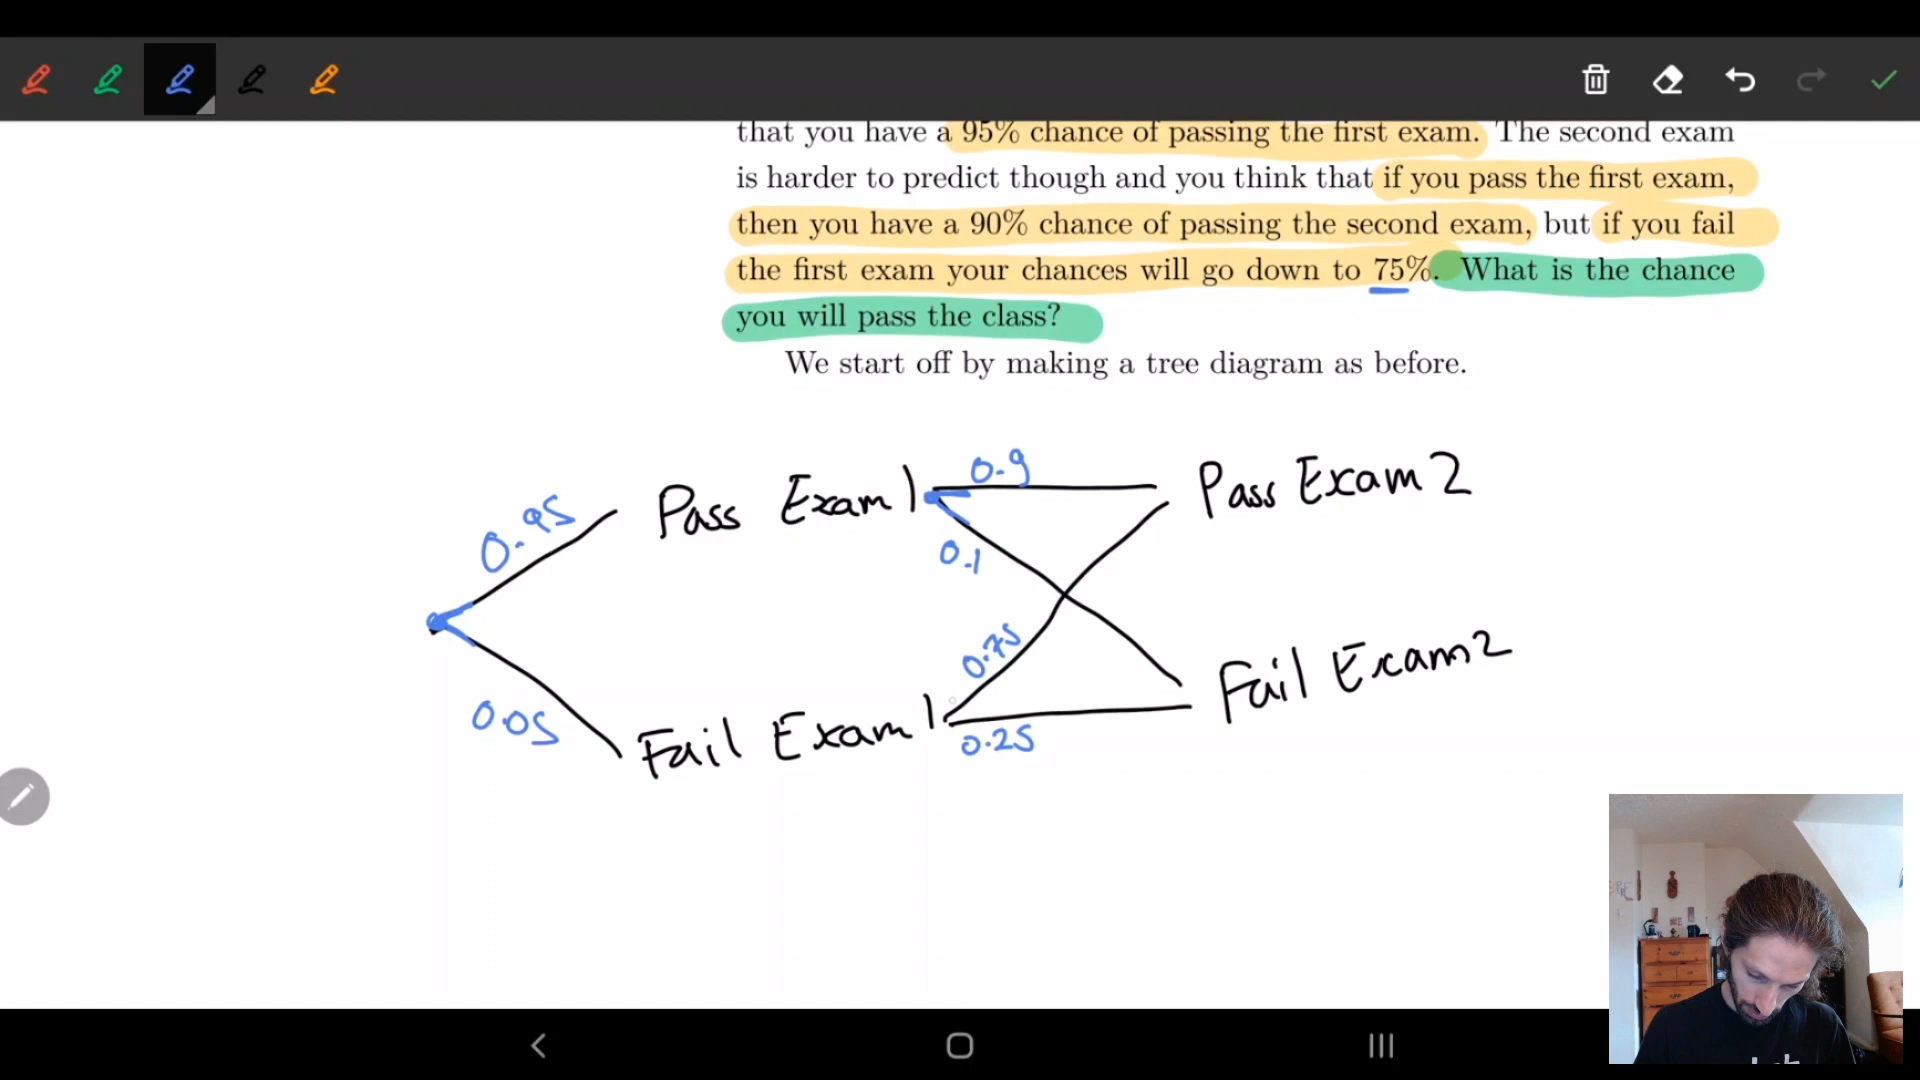 that you have a 95% chance of passing the first exam. The second exam
is harder to predict though and you think that if you pass the first exam,
then you have a 90% chance of passing the second exam, but if you fail
the first exam your chances will go down to 75%. What is the chance
you will pass the class?
We start off by making a tree diagram as before.
0.95
Pass Exam 1
0.9
Pass Exam 2
0.1
0.05
Fail Exam 1
0.75
0.25
Fail Exam 2